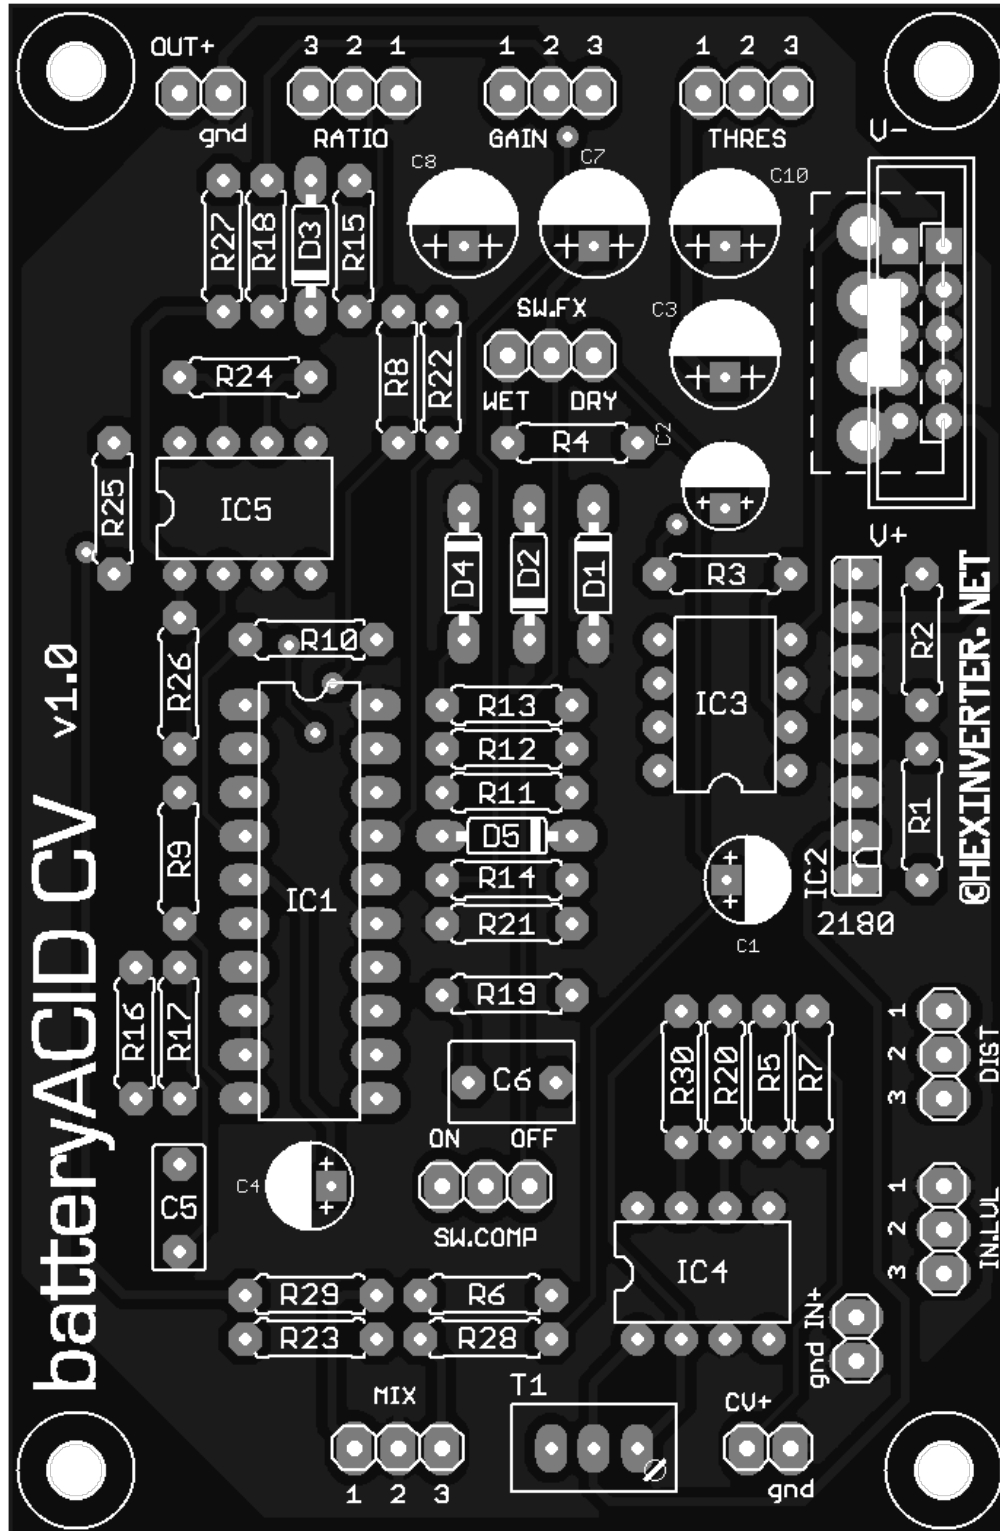 OUT+
3 2 1
1 2 3
1 2 3
gnd
RATIO
GAIN
THRES
V-
C8
C7
C10
R27
R18
D3
R15
SW.FX
C3
R24
R8
R22
WET
DRY
R4
C2
R25
IC5
D4
D2
D1
V+
R3
R2
R26
R10
IC3
R13
R12
R11
D5
R14
R21
R9
IC1
R1
IC2
2180
C1
©HEXINVERTER.NET
batteryACID CV v1.0
R16
R17
R19
C6
ON
OFF
R30
R20
R5
R7
1
2
3
DIST
C5
C4
SW.COMP
IC4
1
2
3
IN.LVL
R29
R6
R23
R28
gnd IN+
MIX
T1
CV+
1 2 3
gnd